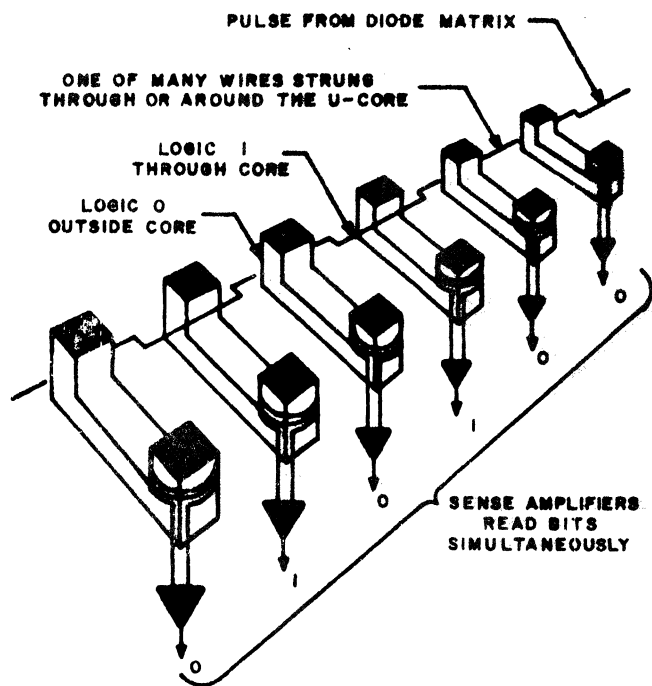 PULSE FROM DIODE MATRIX
ONE OF MANY WIRES STRUNG
THROUGH OR AROUND THE U-CORE
LOGIC 1
THROUGH CORE
LOGIC 0
OUTSIDE CORE
0
0
1
0
1
0
SENSE AMPLIFIERS
READ BITS
SIMULTANEOUSLY